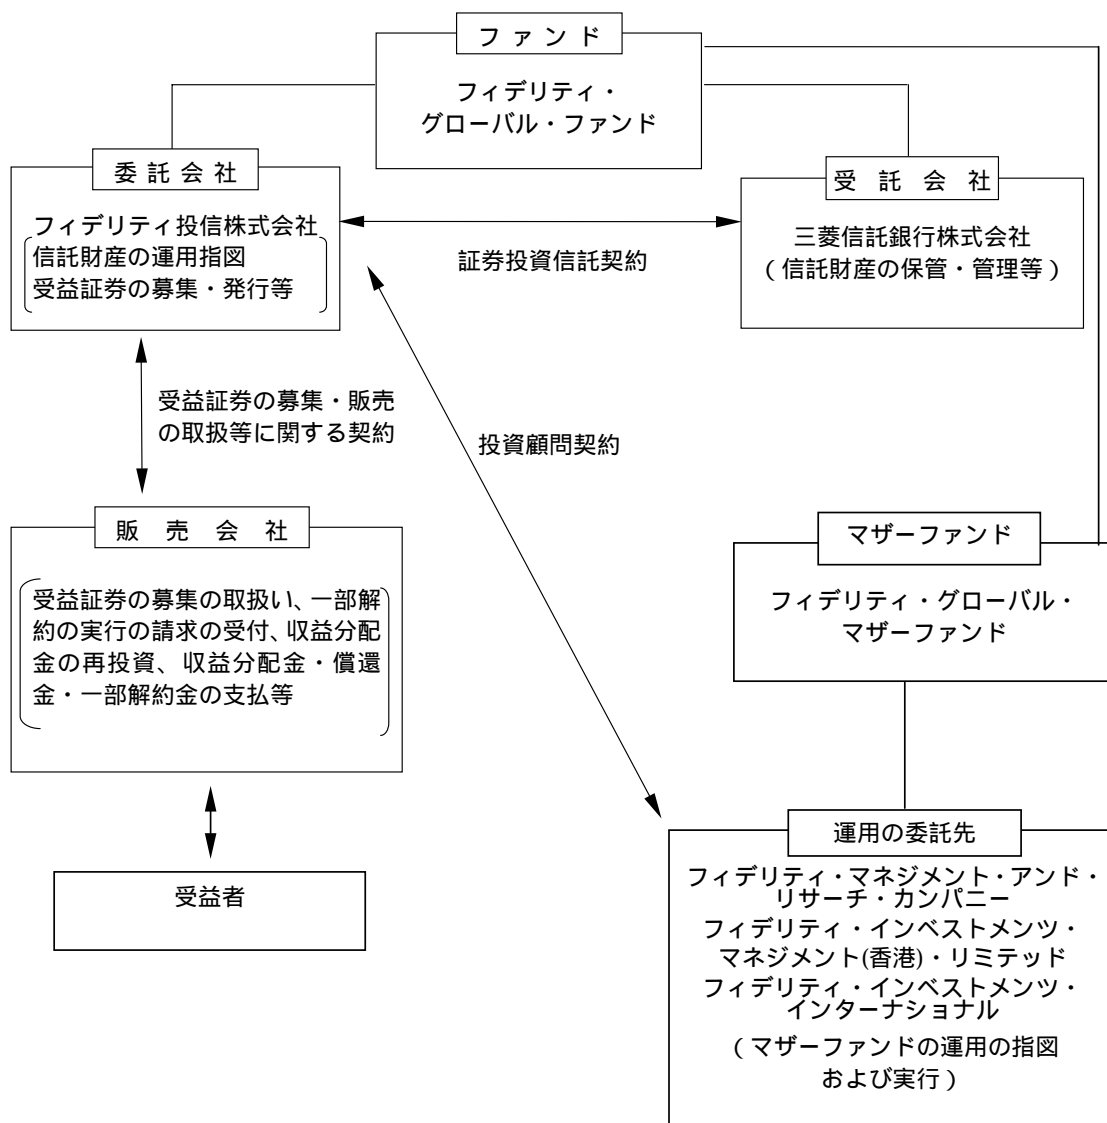 ファンド
フィデリティ・
グローバル・ファンド
委託会社
フィデリティ投信株式会社
信託財産の運用指図
受益証券の募集・発行等
証券投資信託契約
受託会社
三菱信託銀行株式会社
（信託財産の保管・管理等）
受益証券の募集・販売
の取扱等に関する契約
投資顧問契約
販売会社
受益証券の募集の取扱い、一部解
約の実行の請求の受付、収益分配
金の再投資、収益分配金・償還
金・一部解約金の支払等
マザーファンド
フィデリティ・グローバル・
マザーファンド
受益者
運用の委託先
フィデリティ・マネジメント・アンド・
リサーチ・カンパニー
フィデリティ・インベストメンツ・
マネジメント(香港)・リミテッド
フィデリティ・インベストメンツ・
インターナショナル
（マザーファンドの運用の指図
および実行）